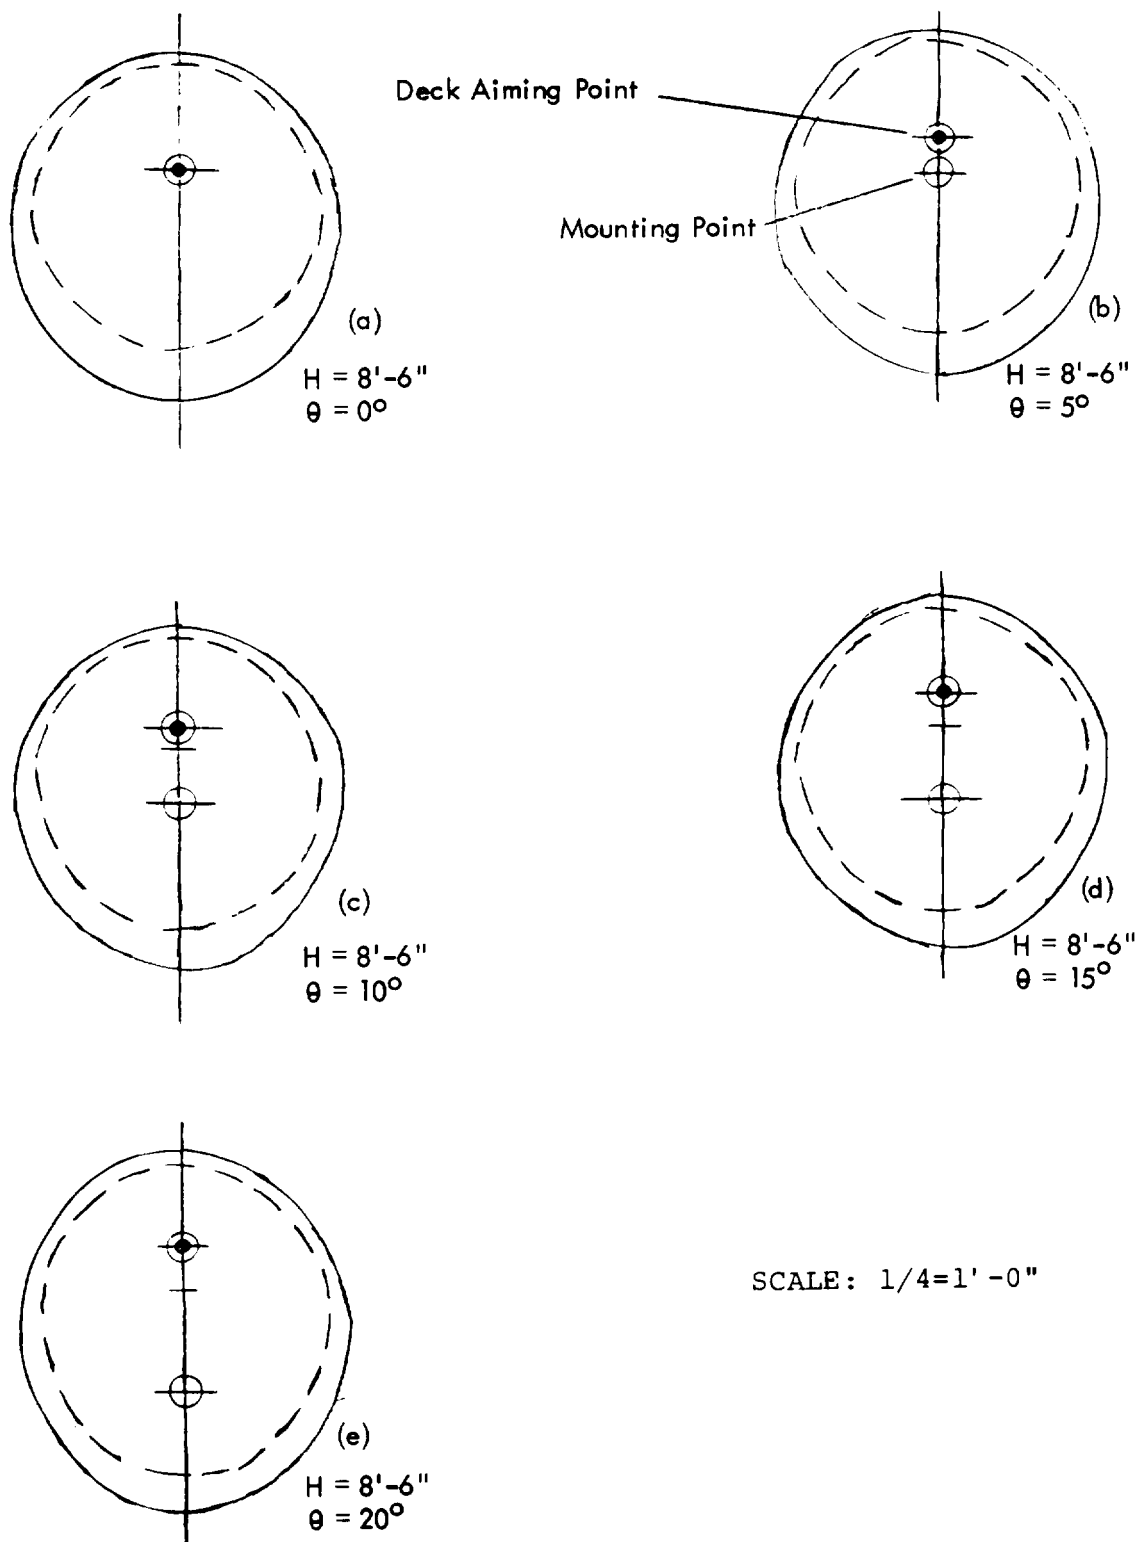 Deck Aiming Point
Mounting Point
(a)
H = 8'-6"
θ = 0°
(b)
H = 8'-6"
θ = 5°
(c)
H = 8'-6"
θ = 10°
(d)
H = 8'-6"
θ = 15°
(e)
H = 8'-6"
θ = 20°
SCALE: 1/4=1'-0"